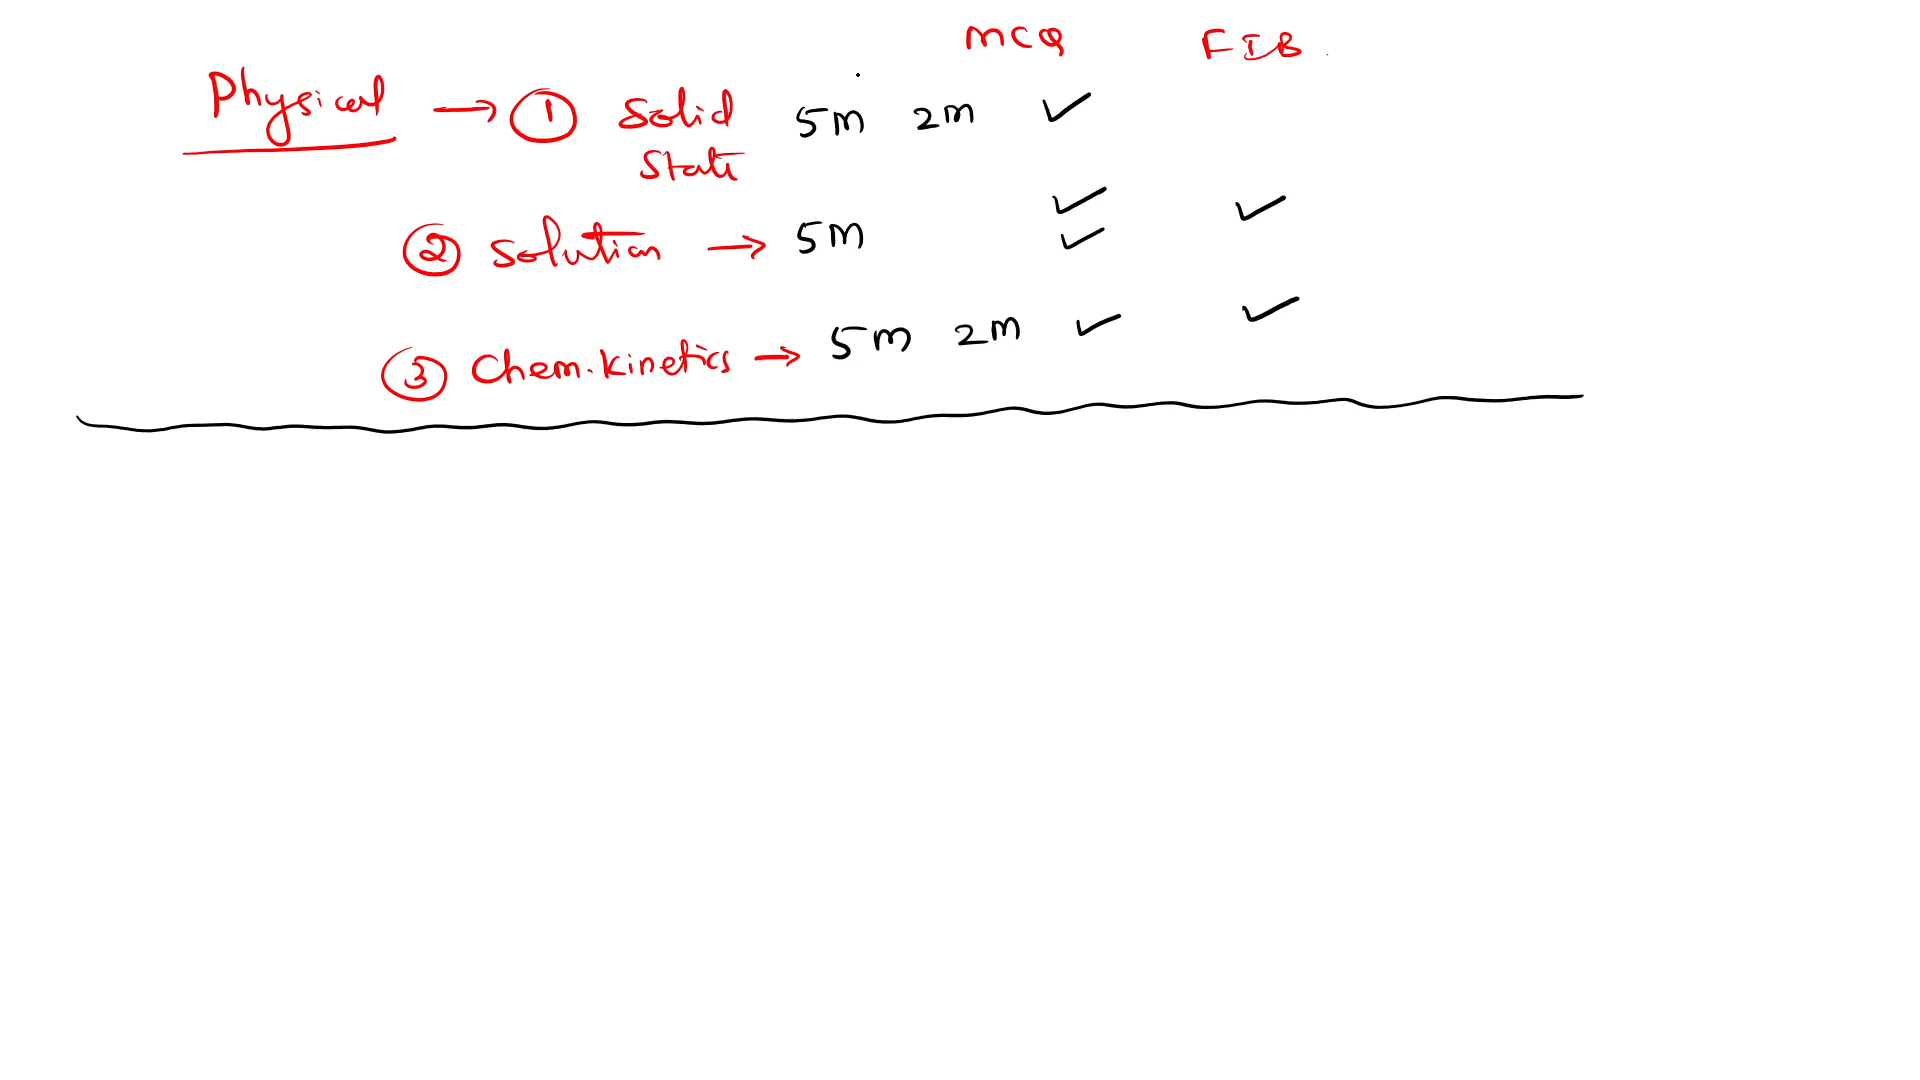 MCQ FIB
Physical → ① Solid 5m 2m ✓
State
✓ ✓
② Solution → 5m ✓
③ Chem.kinetics → 5m 2m ✓ ✓